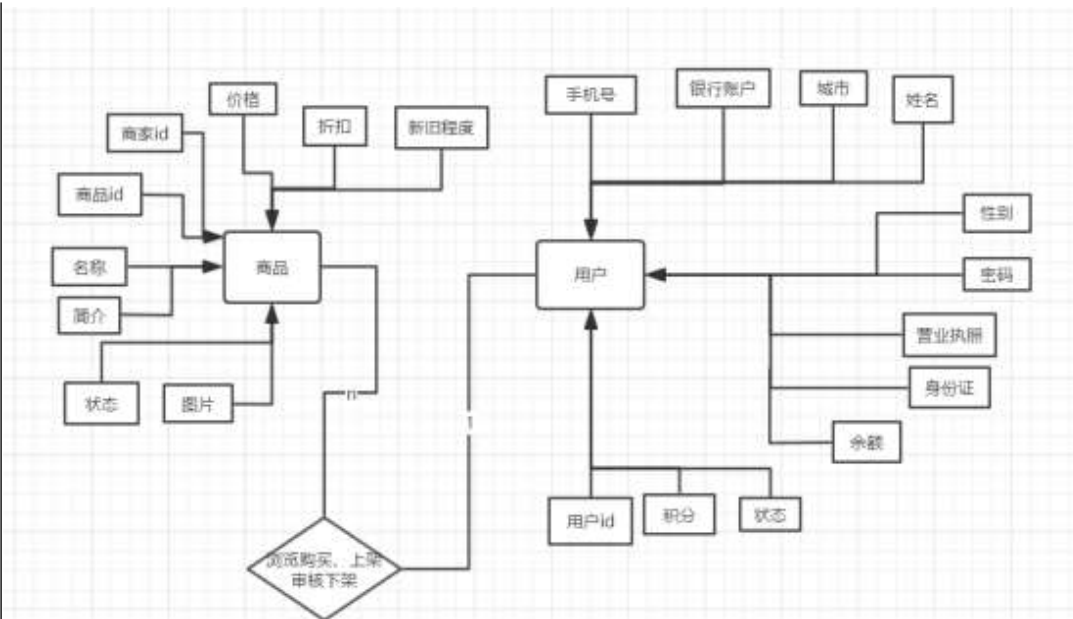 价格
手机号
银行账户
城市
姓名
商家id
折扣
新旧程度
商品id
性别
名称
商品
用户
密码
简介
营业执照
状态
图片
n
身份证
1
余额
用户id
积分
状态
浏览购买、上架
审核下架